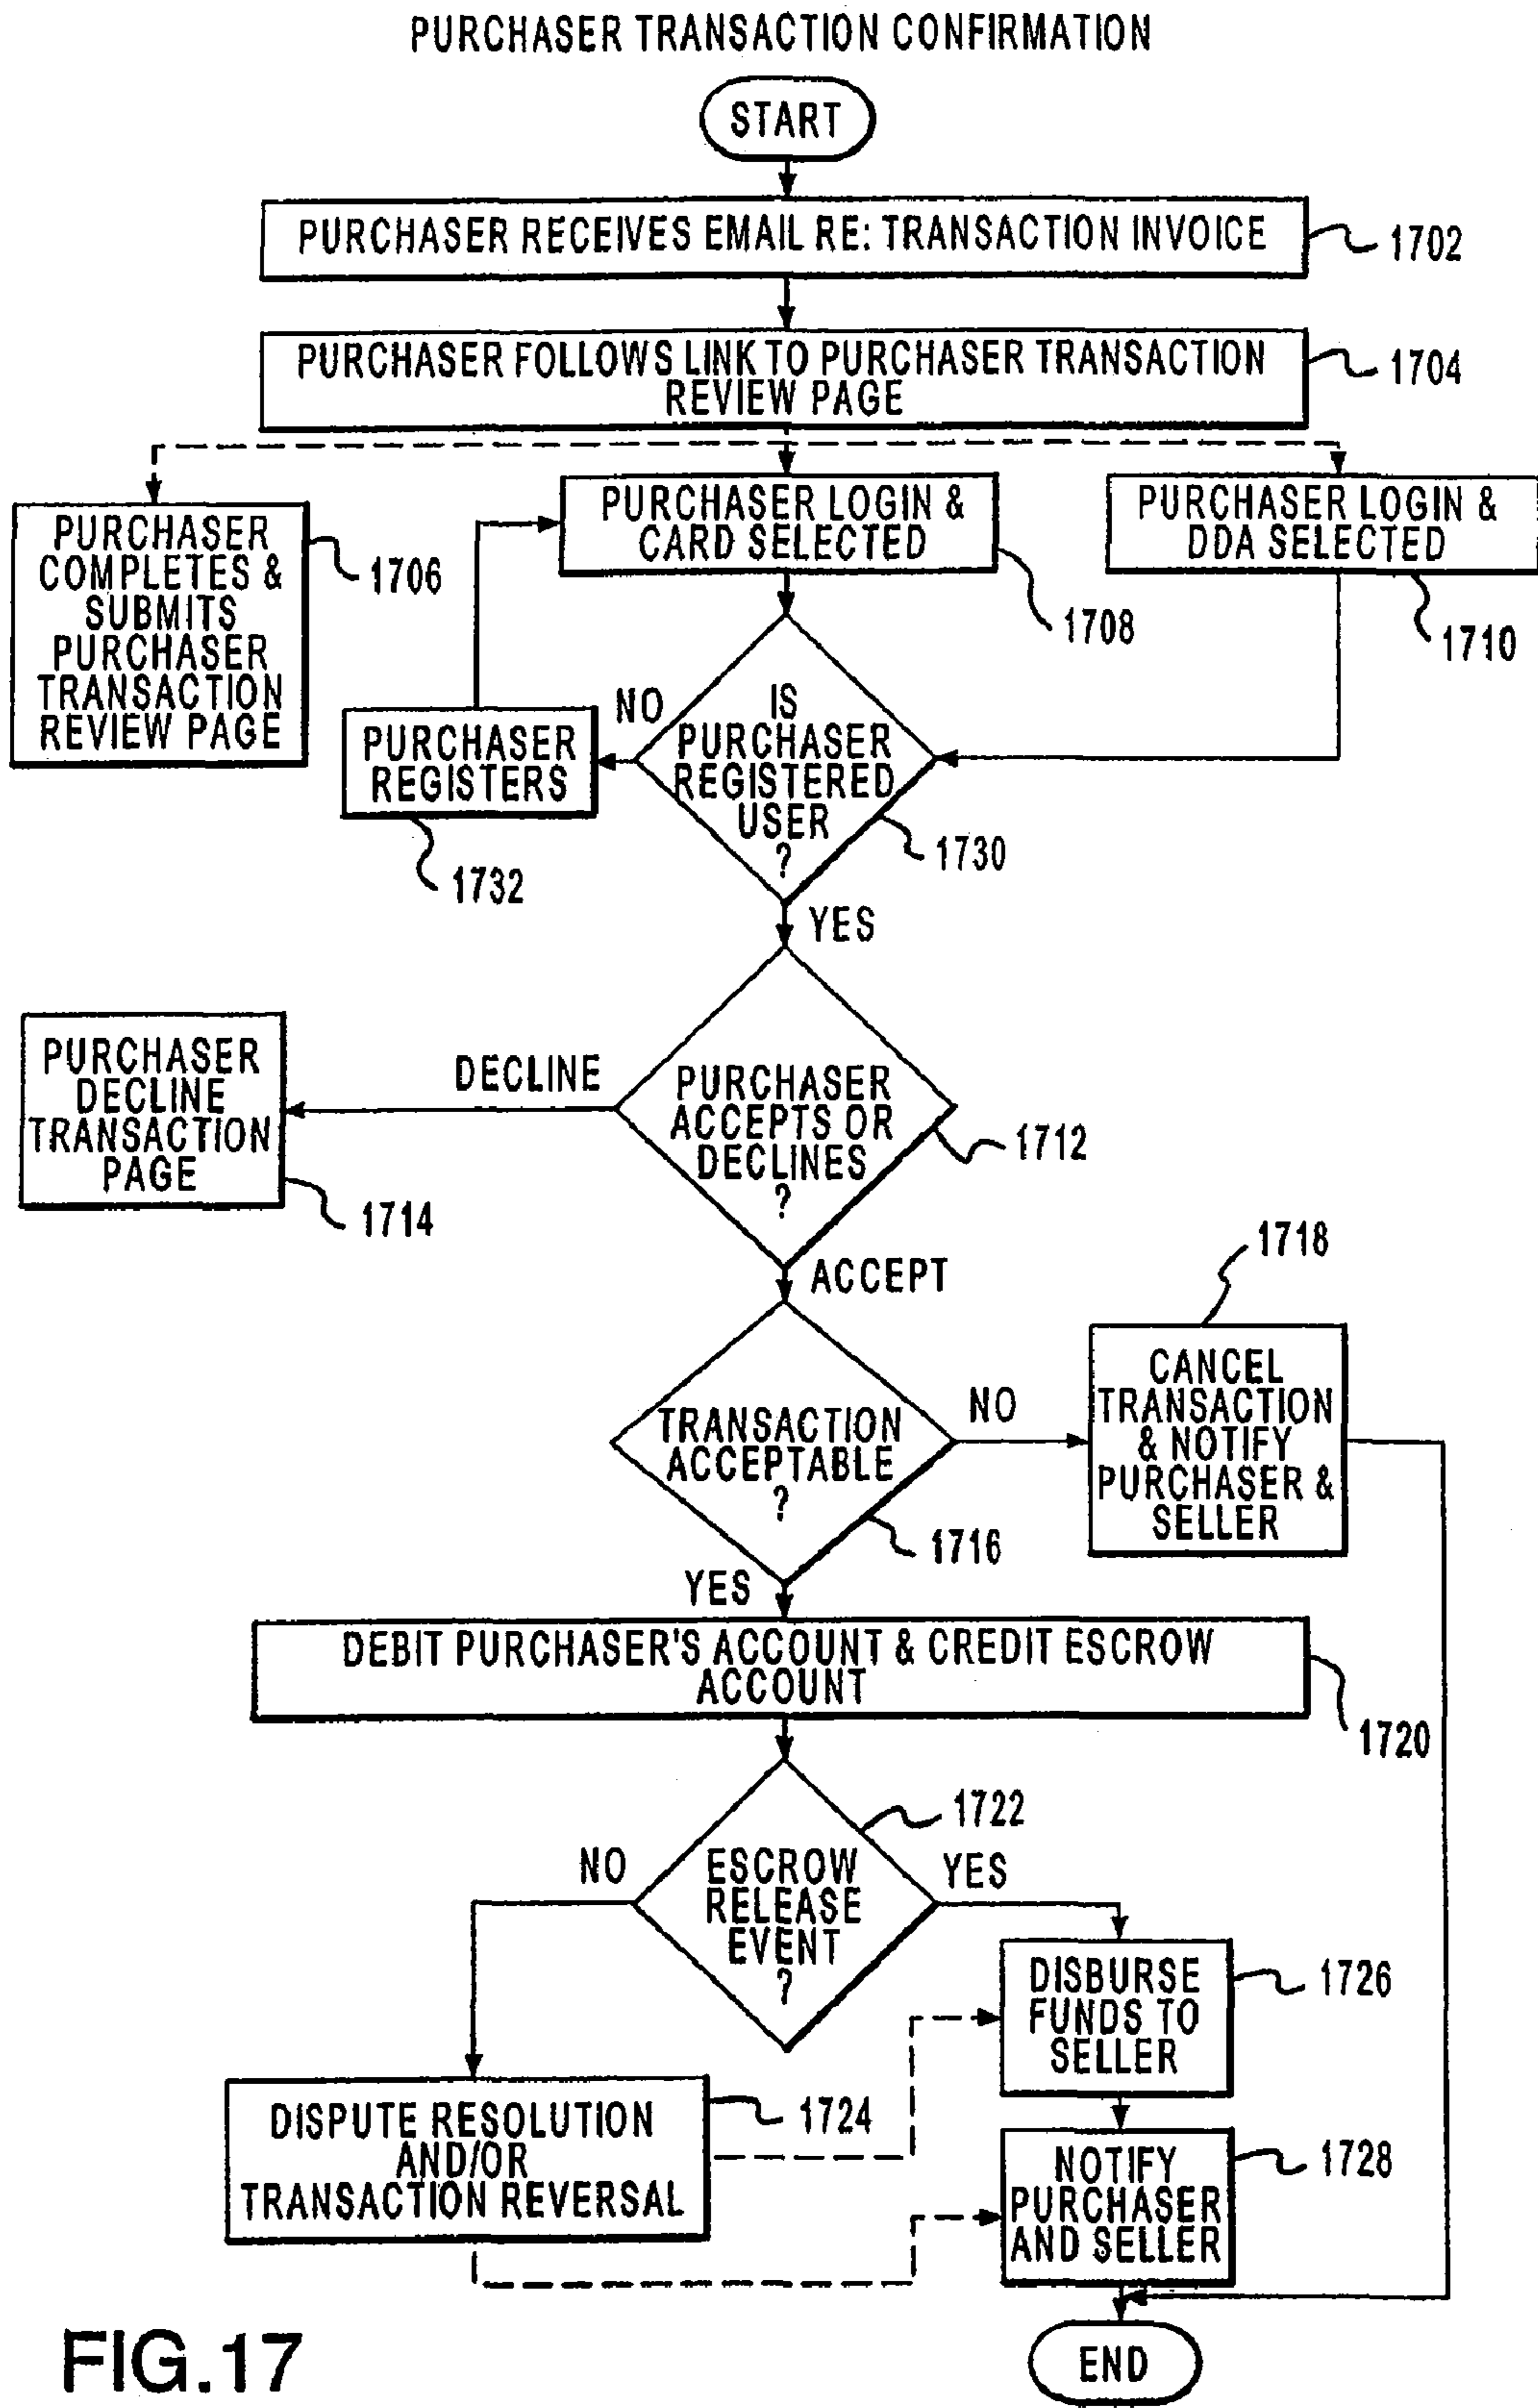 PURCHASER TRANSACTION CONFIRMATION
START
PURCHASER RECEIVES EMAIL RE: TRANSACTION INVOICE
1702
PURCHASER FOLLOWS LINK TO PURCHASER TRANSACTION
REVIEW PAGE
1704
PURCHASER
COMPLETES &
SUBMITS
PURCHASER
TRANSACTION
REVIEW PAGE
1706
PURCHASER LOGIN &
CARD SELECTED
1708
PURCHASER LOGIN &
DDA SELECTED
1710
IS
PURCHASER
REGISTERED
USER
?
1730
NO
PURCHASER
REGISTERS
1732
YES
PURCHASER
ACCEPTS OR
DECLINES
?
1712
DECLINE
PURCHASER
DECLINE
TRANSACTION
PAGE
1714
ACCEPT
TRANSACTION
ACCEPTABLE
?
1716
NO
1718
CANCEL
TRANSACTION
& NOTIFY
PURCHASER &
SELLER
YES
DEBIT PURCHASER'S ACCOUNT & CREDIT ESCROW
ACCOUNT
1720
1722
ESCROW
RELEASE
EVENT
?
NO
YES
DISBURSE
FUNDS TO
SELLER
1726
DISPUTE RESOLUTION
AND/OR
TRANSACTION REVERSAL
1724
NOTIFY
PURCHASER
AND SELLER
1728
END
FIG.17